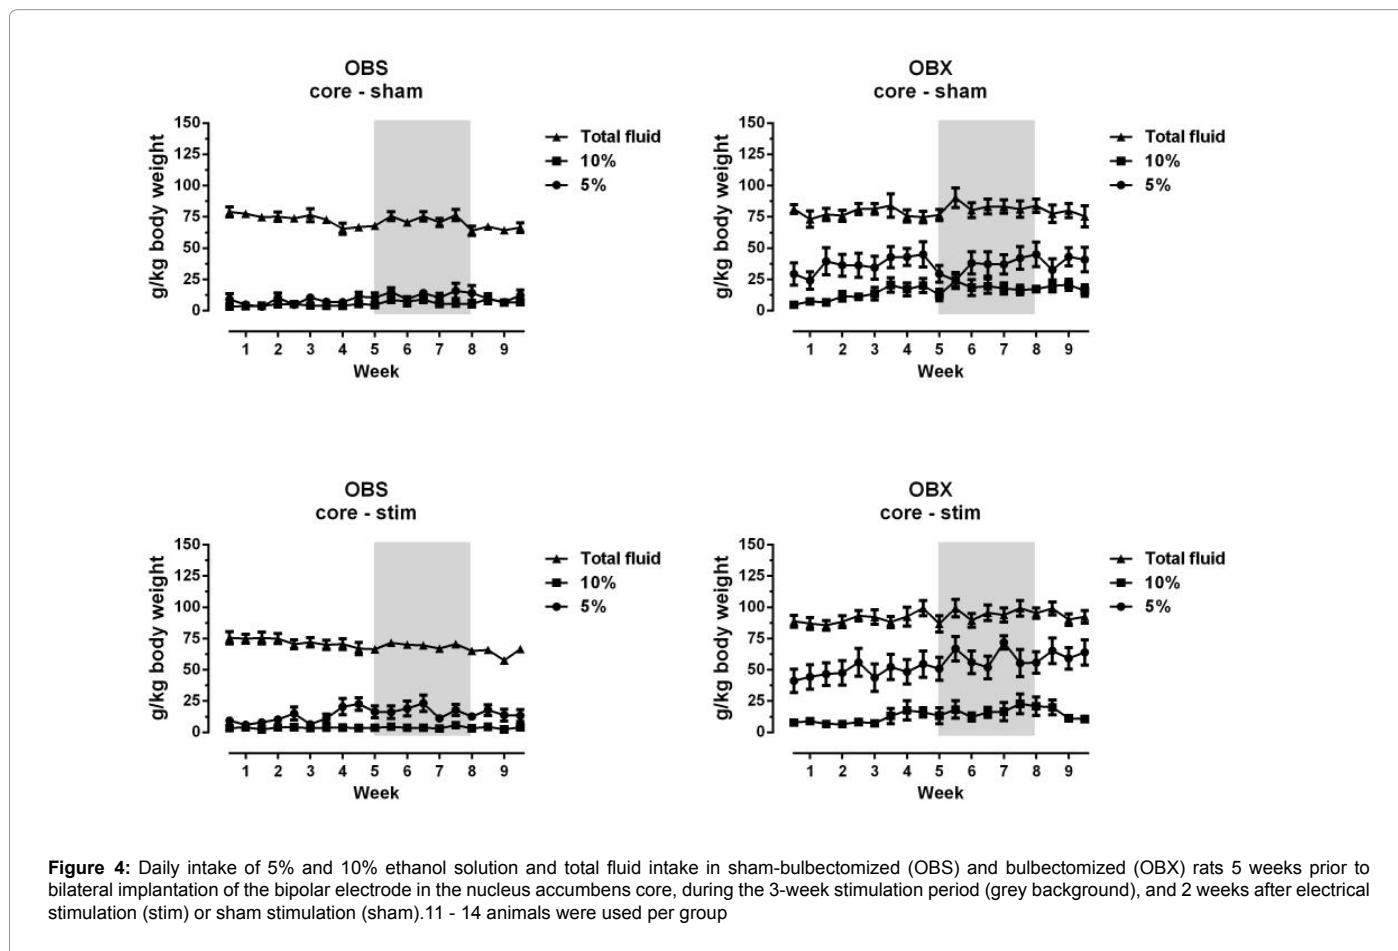 OBS
core - sham
150
125
100
75
50
25
0
g/kg body weight
1 2 3 4 5 6 7 8 9
Week
Total fluid
10%
5%
OBX
core - sham
150
125
100
75
50
25
0
g/kg body weight
1 2 3 4 5 6 7 8 9
Week
Total fluid
10%
5%
OBS
core - stim
150
125
100
75
50
25
0
g/kg body weight
1 2 3 4 5 6 7 8 9
Week
Total fluid
10%
5%
OBX
core - stim
150
125
100
75
50
25
0
g/kg body weight
1 2 3 4 5 6 7 8 9
Week
Total fluid
10%
5%
Figure 4: Daily intake of 5% and 10% ethanol solution and total fluid intake in sham-bulbectomized (OBS) and bulbectomized (OBX) rats 5 weeks prior to
bilateral implantation of the bipolar electrode in the nucleus accumbens core, during the 3-week stimulation period (grey background), and 2 weeks after electrical
stimulation (stim) or sham stimulation (sham).11 - 14 animals were used per group